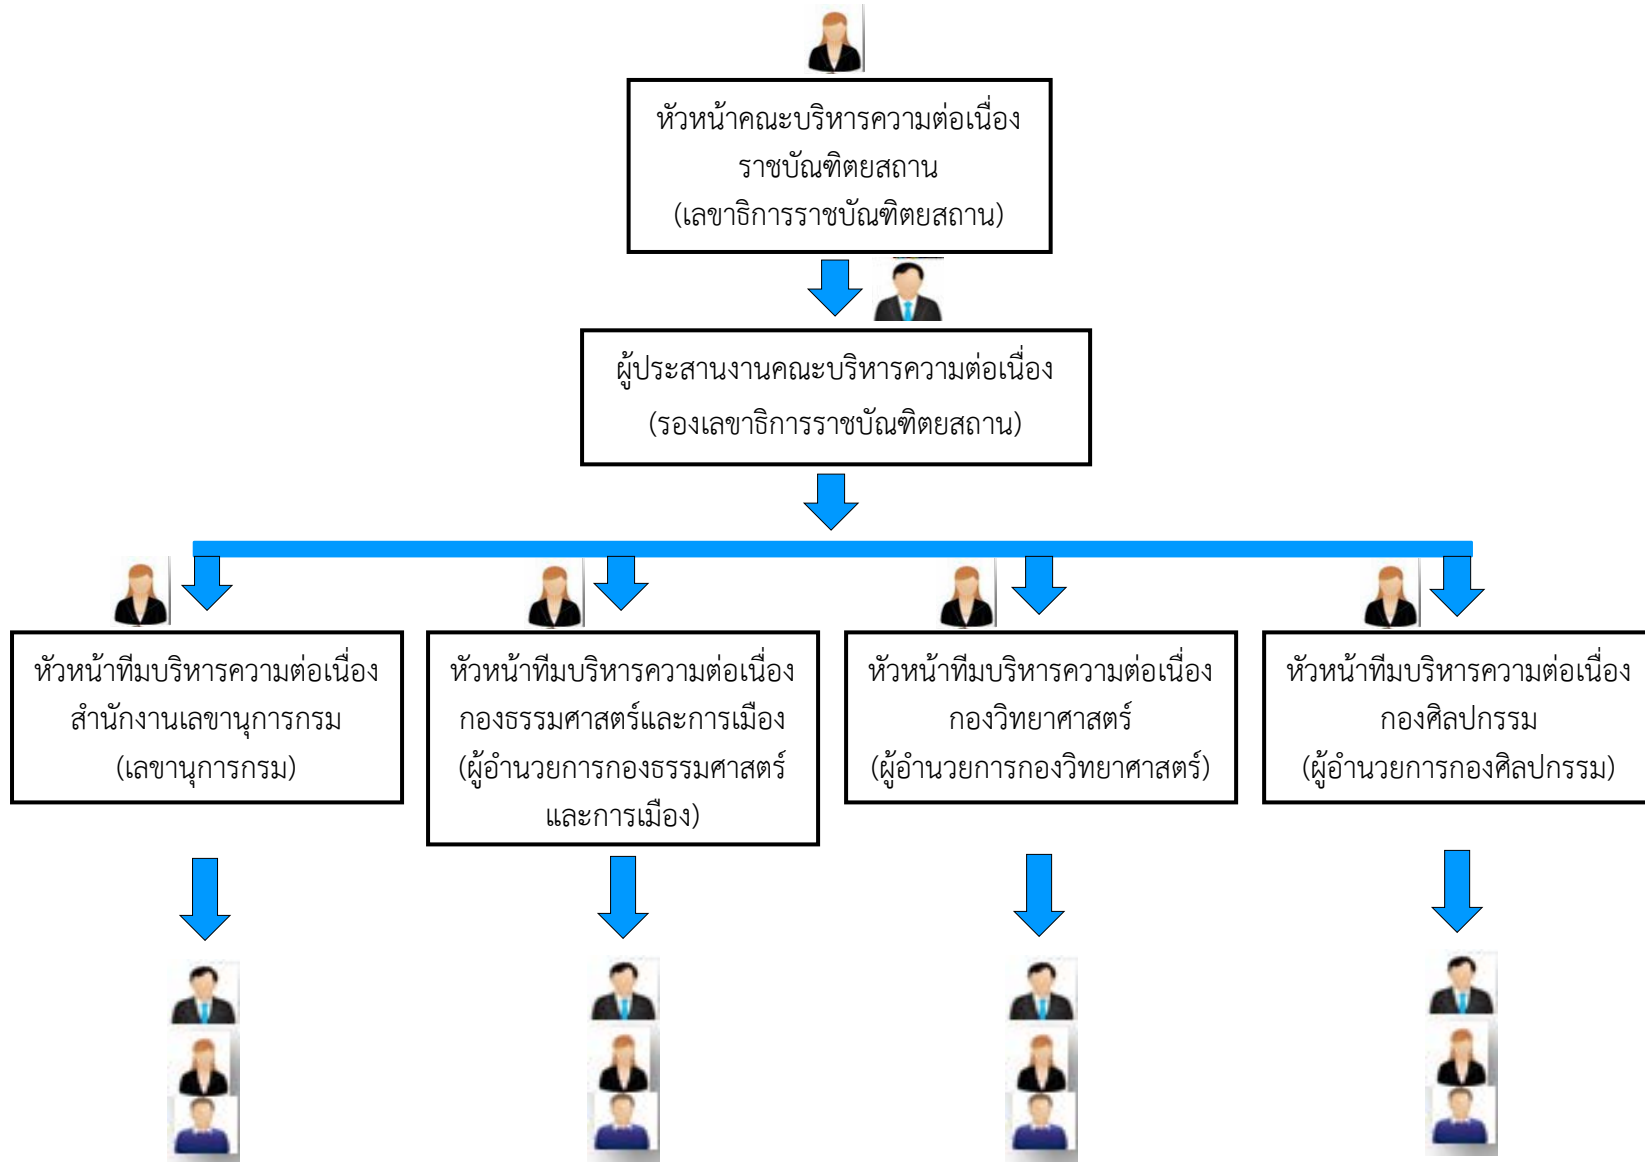 หัวหน้าคณะบริหารความต่อเนื่อง
ราชบัณฑิตยสถาน
(เลขาธิการราชบัณฑิตยสถาน)
ผู้ประสานงานคณะบริหารความต่อเนื่อง
(รองเลขาธิการราชบัณฑิตยสถาน)
หัวหน้าทีมบริหารความต่อเนื่อง
สำนักงานเลขานุการกรม
(เลขานุการกรม)
หัวหน้าทีมบริหารความต่อเนื่อง
กองธรรมศาสตร์และการเมือง
(ผู้อำนวยการกองธรรมศาสตร์
และการเมือง)
หัวหน้าทีมบริหารความต่อเนื่อง
กองวิทยาศาสตร์
(ผู้อำนวยการกองวิทยาศาสตร์)
หัวหน้าทีมบริหารความต่อเนื่อง
กองศิลปกรรม
(ผู้อำนวยการกองศิลปกรรม)